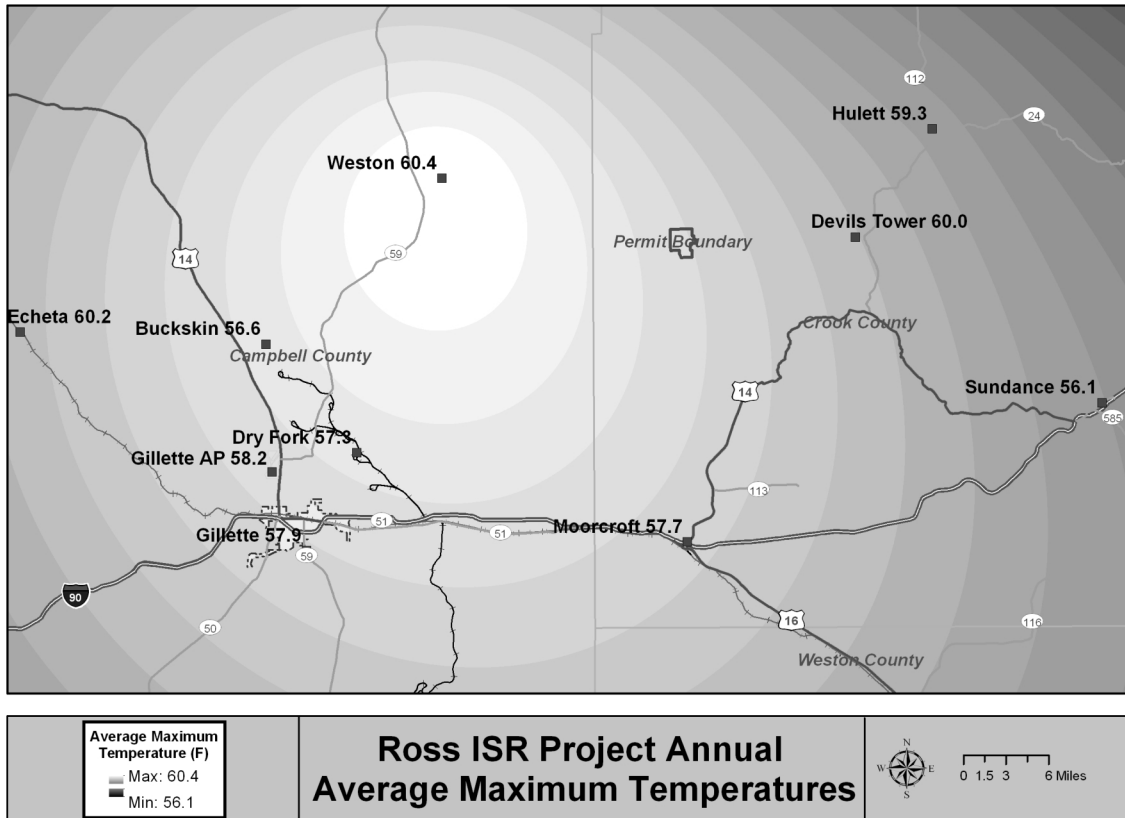 112
Hulett 59.3
24
Weston 60.4
Devils Tower 60.0
Permit Boundary
59
14
Echeta 60.2
Buckskin 56.6
Crook County
Campbell County
14
Sundance 56.1
585
Dry Fork 57.3
Gillette AP 58.2
113
51
51
Moorcroft 57.7
Gillette 57.9
59
90
50
16
116
Weston County
Average Maximum
Temperature (F)
Max: 60.4
Min: 56.1
Ross ISR Project Annual
Average Maximum Temperatures
N
W E
S
0 1.5 3 6 Miles